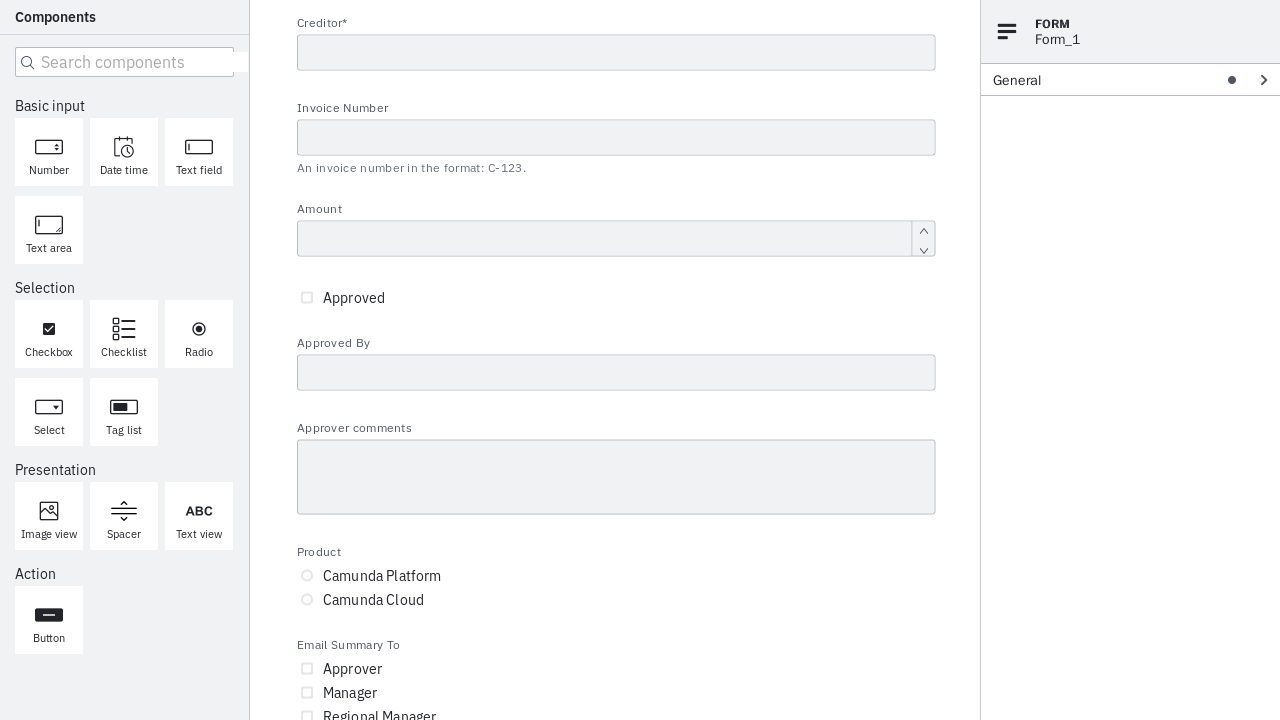 Components
Search components
Basic input
Number
Date time
Text field
Text area
Selection
Checkbox
Checklist
Radio
Select
Tag list
Presentation
Image view
Spacer
ABC
Text view
Action
Button
Creditor*
Invoice Number
An invoice number in the format: C-123.
Amount
Approved
Approved By
Approver comments
Product
Camunda Platform
Camunda Cloud
Email Summary To
Approver
Manager
Regional Manager
FORM
Form_1
General